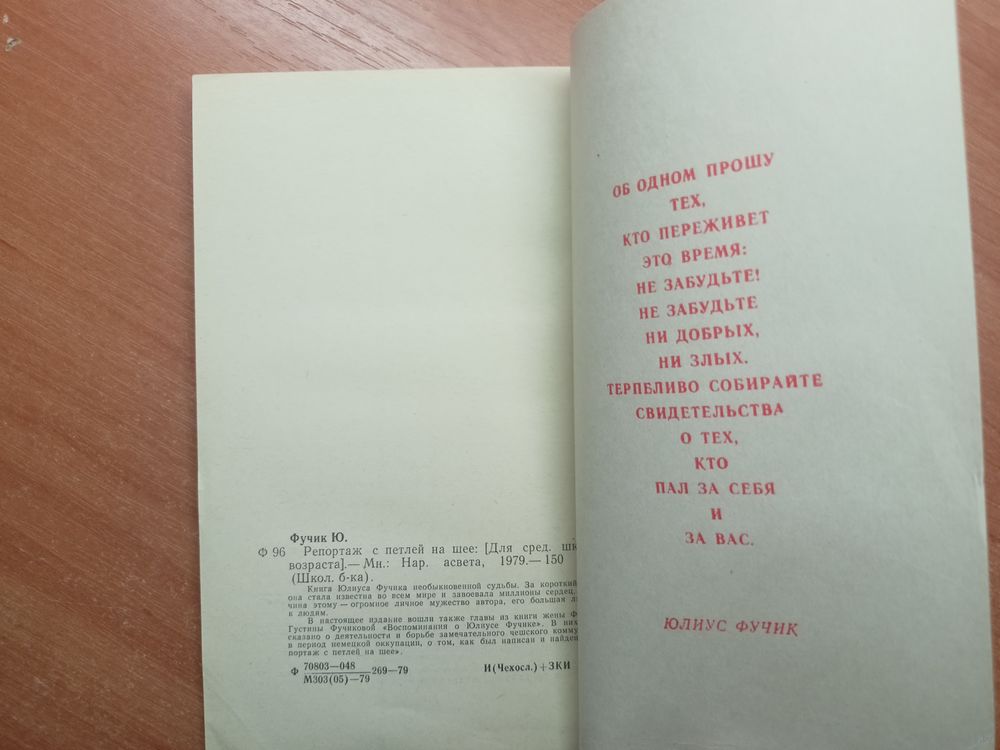 Фучик Ю.
Ф 96 Репортаж с петлей на шее: [Для сред. шк
возраста].— Мн.: Нар. асвета, 1979.— 150
(Школ. б-ка).
Книга Юлиуса Фучика необыкновенной судьбы. За короткий
она стала известна во всем мире и завоевала миллионы сердец.
чина этому — огромное личное мужество автора, его большая
к людям.
В настоящее издание вошли также главы из книги жены Ф
Густины Фучиковой «Воспоминания о Юлиусе Фучике». В них
сказано о деятельности и борьбе замечательного чешского комму
в период немецкой оккупации, о том, как был написан и найден
портаж с петлей на шее».
Ф 70803—048
М303(05)—79 269—79 И(Чехосл.)+ЗКИ
ОБ ОДНОМ ПРОШУ
ТЕХ,
КТО ПЕРЕЖИВЕТ
ЭТО ВРЕМЯ:
НЕ ЗАБУДЬТЕ!
НЕ ЗАБУДЬТЕ
НИ ДОБРЫХ,
НИ ЗЛЫХ.
ТЕРПЕЛИВО СОБИРАЙТЕ
СВИДЕТЕЛЬСТВА
О ТЕХ,
КТО
ПАЛ ЗА СЕБЯ
И
ЗА ВАС.
ЮЛИУС ФУЧИК